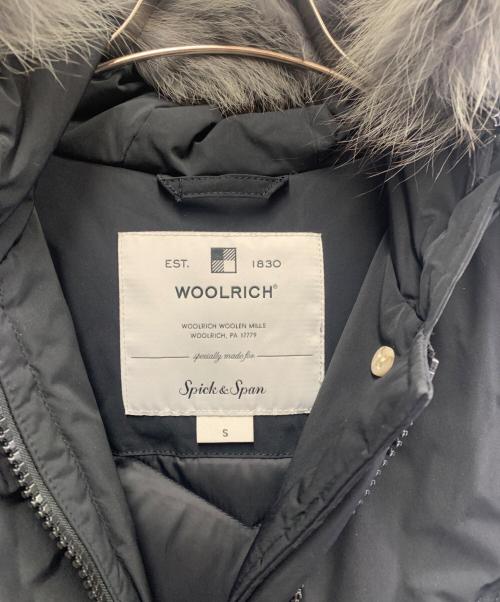 EST. 1830
WOOLRICH®
WOOLRICH WOOLEN MILLS
WOOLRICH, PA 17779
specially made for
Spick & Span
S